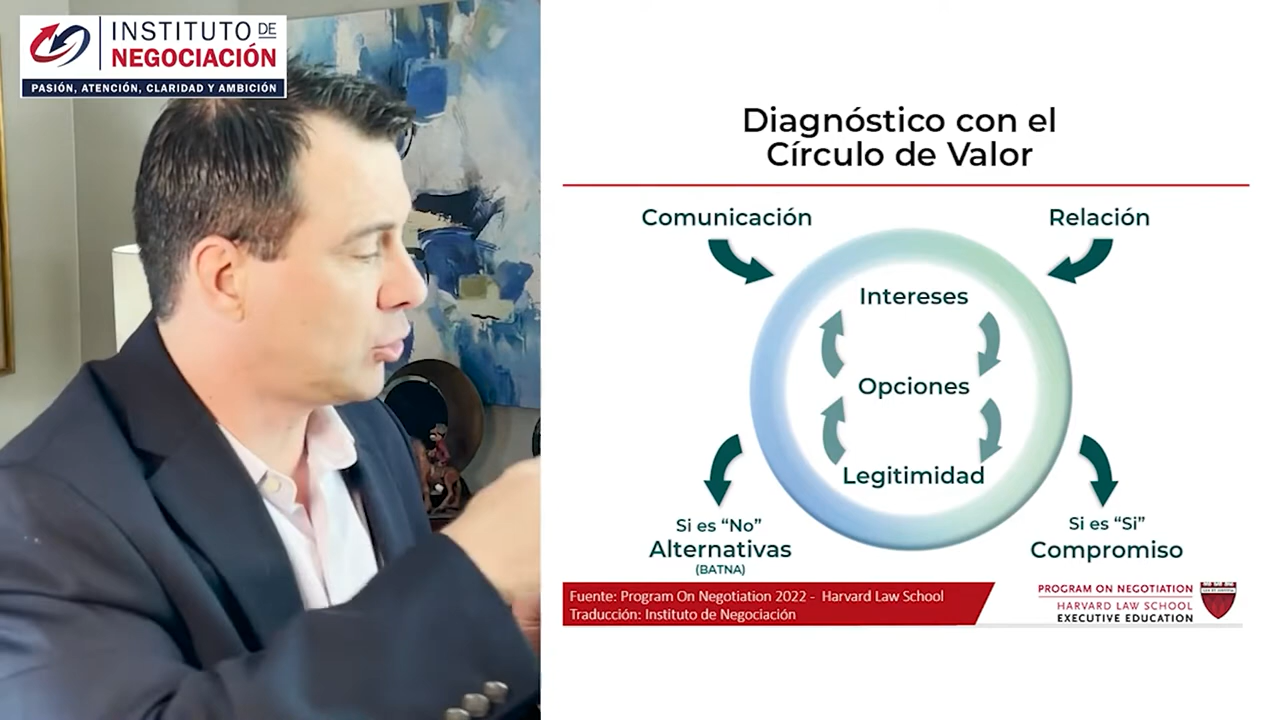 INSTITUTO DE
NEGOCIACIÓN
PASIÓN, ATENCIÓN, CLARIDAD Y AMBICIÓN
Diagnóstico con el
Círculo de Valor
Comunicación
Relación
Intereses
Opciones
Legitimidad
Si es “No”
Alternativas
(BATNA)
Si es “Si”
Compromiso
Fuente: Program On Negotiation 2022 - Harvard Law School
Traducción: Instituto de Negociación
PROGRAM ON NEGOTIATION
HARVARD LAW SCHOOL
EXECUTIVE EDUCATION